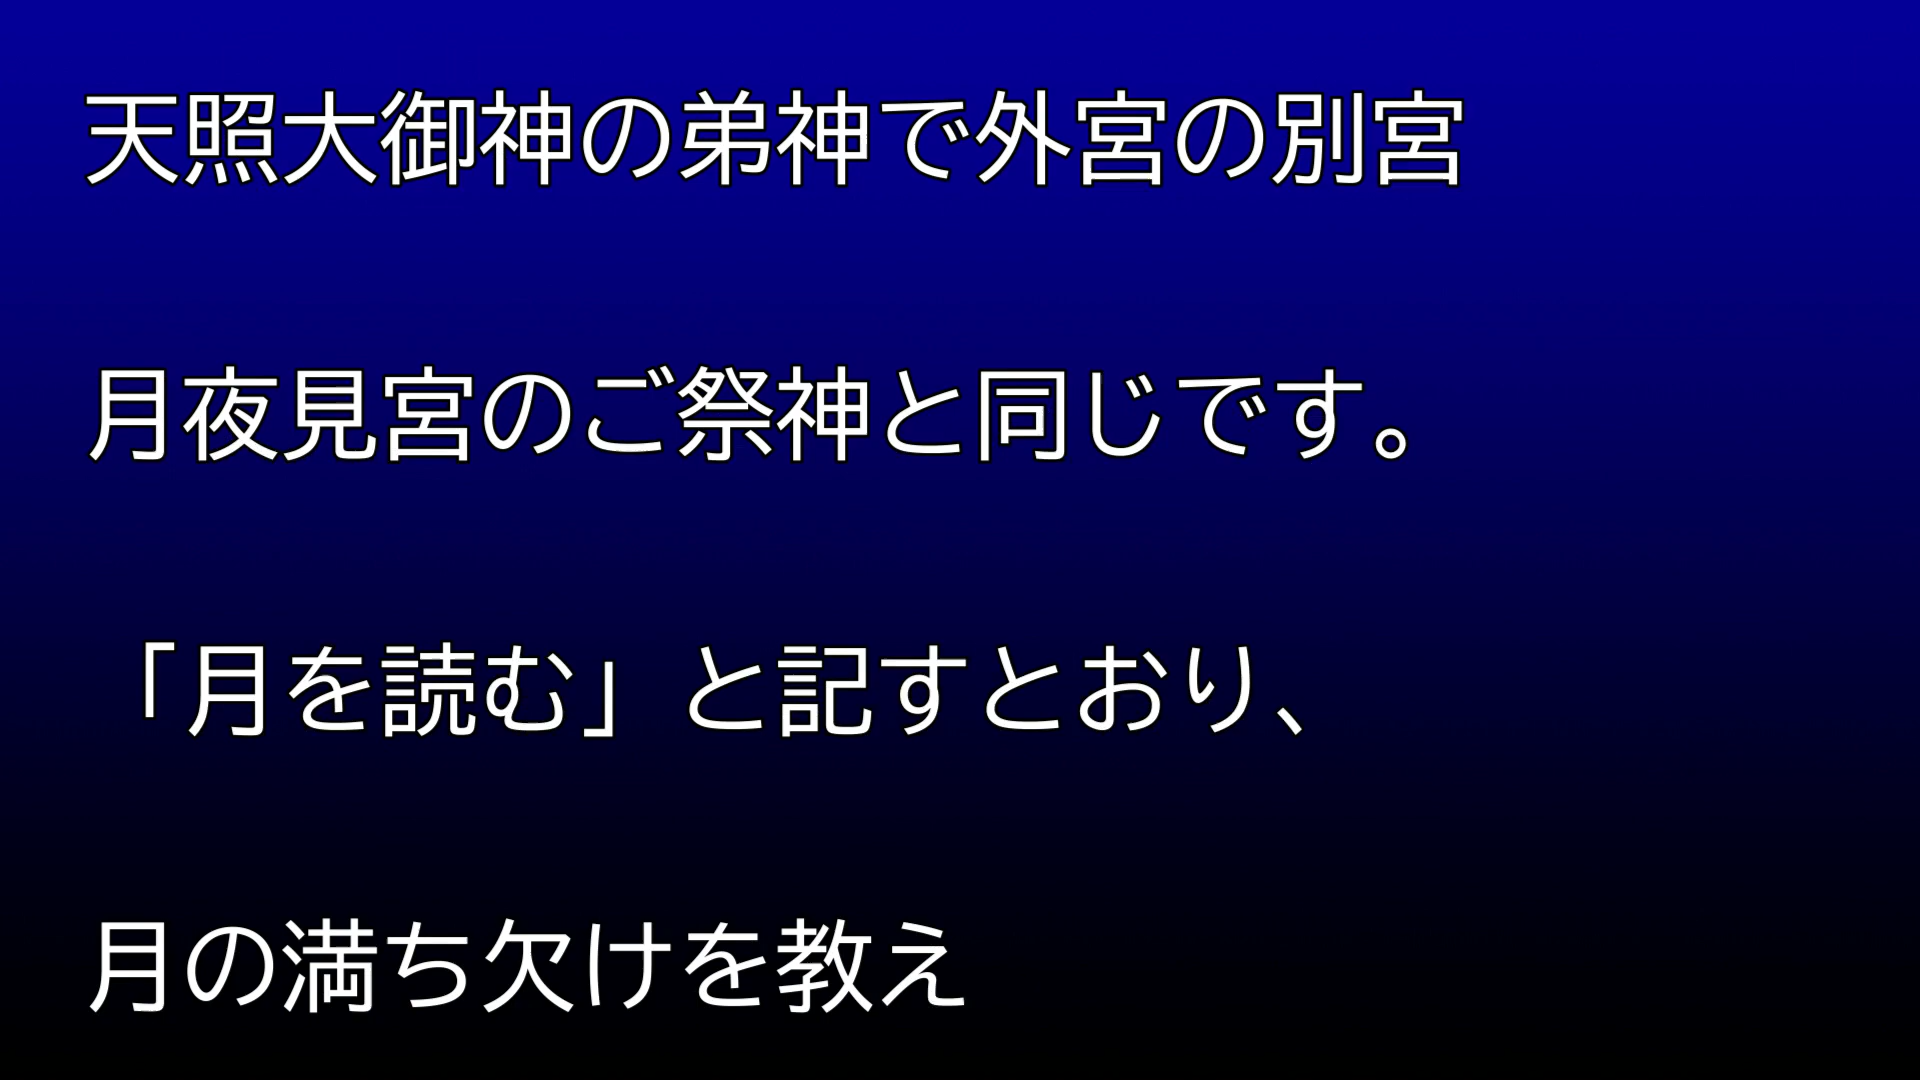 天照大御神の弟神で外宮の別宮
月夜見宮のご祭神と同じです。
「月を読む」と記すとおり、
月の満ち欠けを教え